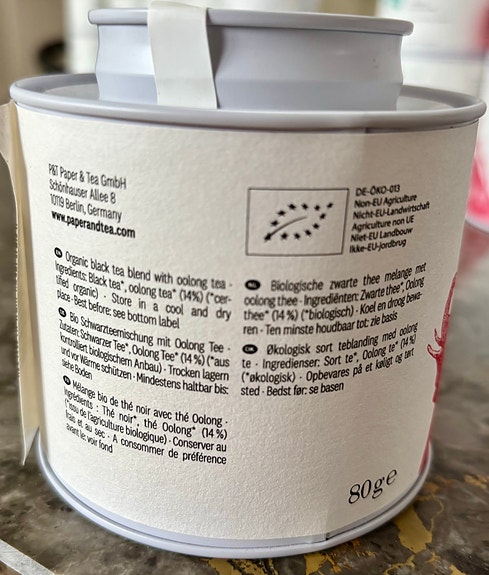 P&T Paper & Tea GmbH
Schönhauser Allee 8
10119 Berlin, Germany
www.paperandtea.com
DE-ÖKO-013
Non-EU Agriculture
Nicht-EU-Landwirtschaft
Agriculture non UE
Niet-EU Landbouw
Ikke-EU-jordbrug
EN Organic black tea blend with oolong tea ·
Ingredients: Black tea*, oolong tea* (14%) (*cer-
tified organic) · Store in a cool and dry
place · Best before: see bottom label
DE Bio Schwarzteemischung mit Oolong Tee ·
Zutaten: Schwarzer Tee*, Oolong Tee* (14%) (*aus
kontrolliert biologischem Anbau) · Trocken lagern
und vor Wärme schützen · Mindestens haltbar bis:
siehe Boden
FR Mélange bio de thé noir avec thé Oolong ·
Ingrédients : Thé noir*, thé Oolong* (14%)
(*issu de l'agriculture biologique) · Conserver au
frais et au sec · A consommer de préférence
avant le voir fond
NL Biologische zwarte thee melange met
oolong thee · Ingrediënten: Zwarte thee*, Oolong
thee* (14%) (*biologisch) · Koel en droog bewa-
ren · Ten minste houdbaar tot: zie basis
DK Økologisk sort teblanding med oolong
te · Ingredienser: Sort te*, Oolong te* (14%)
(*økologisk) · Opbevares på et køligt og tørt
sted · Bedst før: se basen
80g e